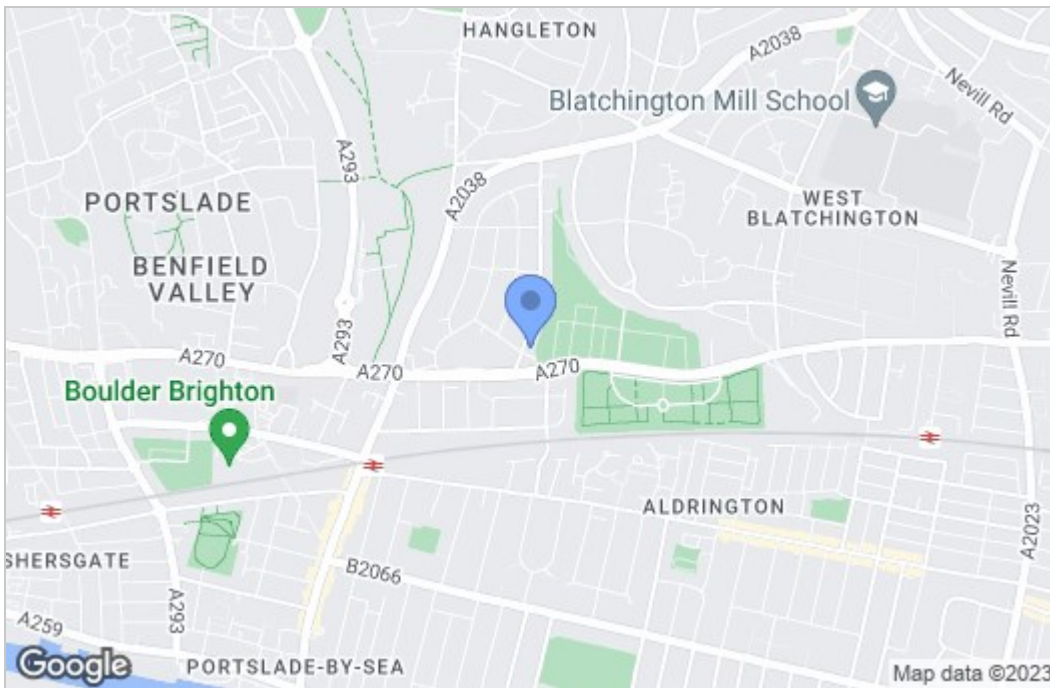 HANGLETON
A2038
Blatchington Mill School
Nevill Rd
A293
A2038
PORTSLADE
WEST
BLATCHINGTON
BENFIELD
VALLEY
Nevill Rd
A293
A270
A270
A270
Boulder Brighton
ALDRINGTON
A2023
SHERSGATE
B2066
A293
A259
Google
PORTSLADE-BY-SEA
Map data ©2023